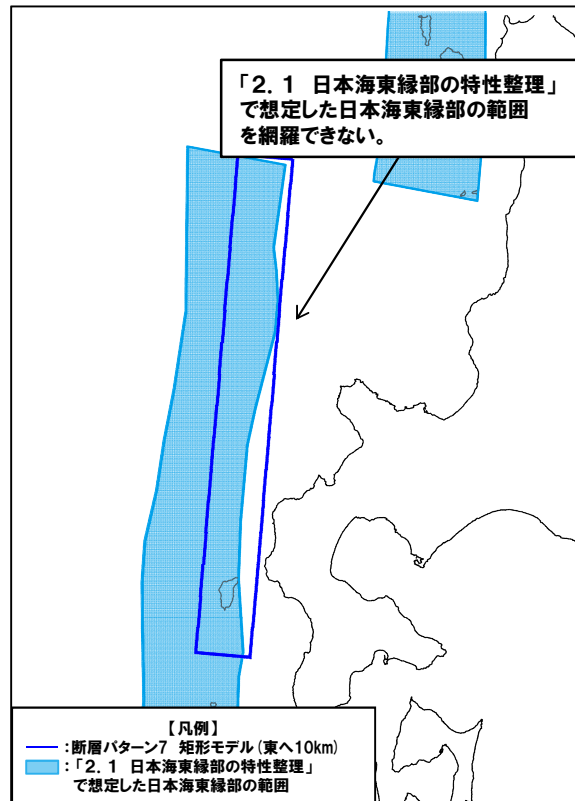 「2.1 日本海東縁部の特性整理」
で想定した日本海東縁部の範囲
を網羅できない。
【凡例】
:断層パターン7 矩形モデル(東へ10km)
:「2.1 日本海東縁部の特性整理」
で想定した日本海東縁部の範囲